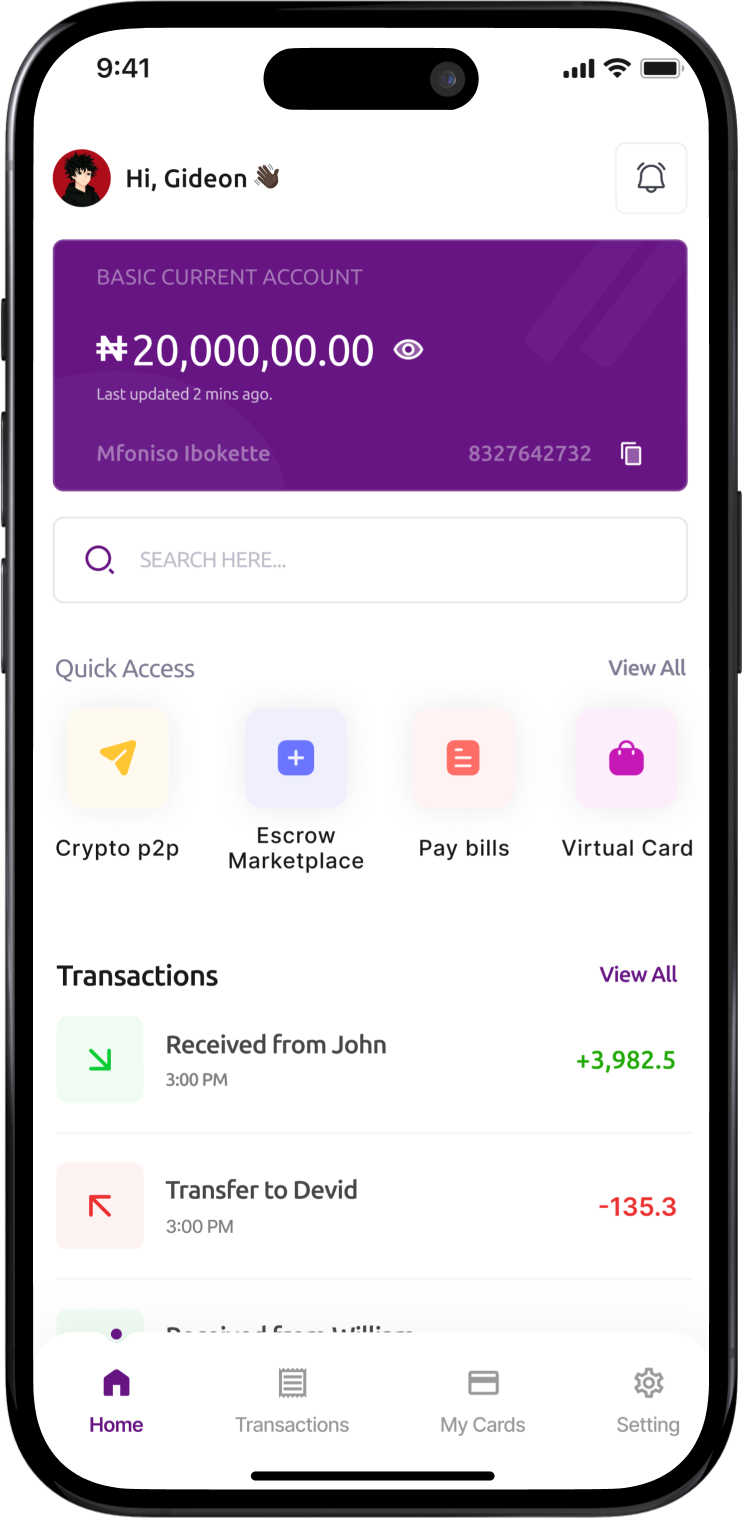 9:41
Hi, Gideon 👋🏿
BASIC CURRENT ACCOUNT
₦20,000,00.00
Last updated 2 mins ago.
Mfoniso Ibokette 8327642732
SEARCH HERE...
Quick Access View All
Crypto p2p
Escrow
Marketplace
Pay bills
Virtual Card
Transactions View All
Received from John
+3,982.5
3:00 PM
Transfer to Devid
-135.3
3:00 PM
Received from William
Home Transactions My Cards Setting